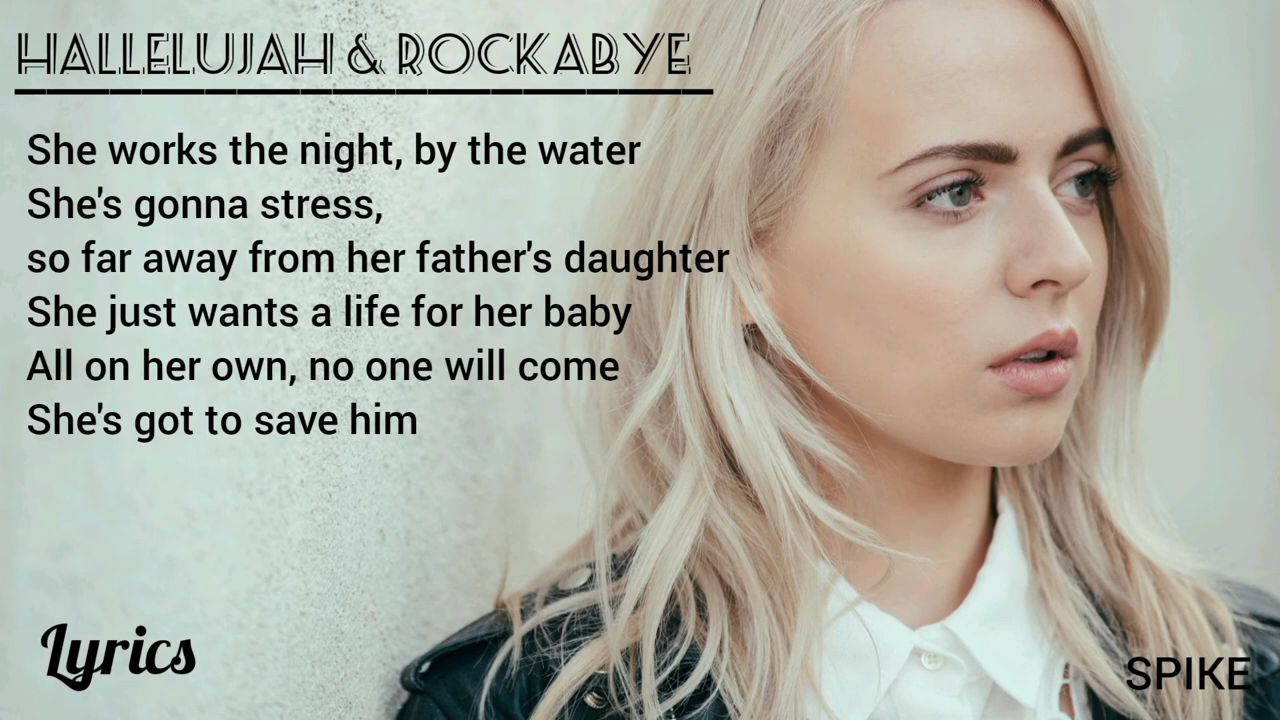 HALLELUJAH & ROCKABYE
She works the night, by the water
She's gonna stress,
so far away from her father's daughter
She just wants a life for her baby
All on her own, no one will come
She's got to save him
Lyrics
SPIKE